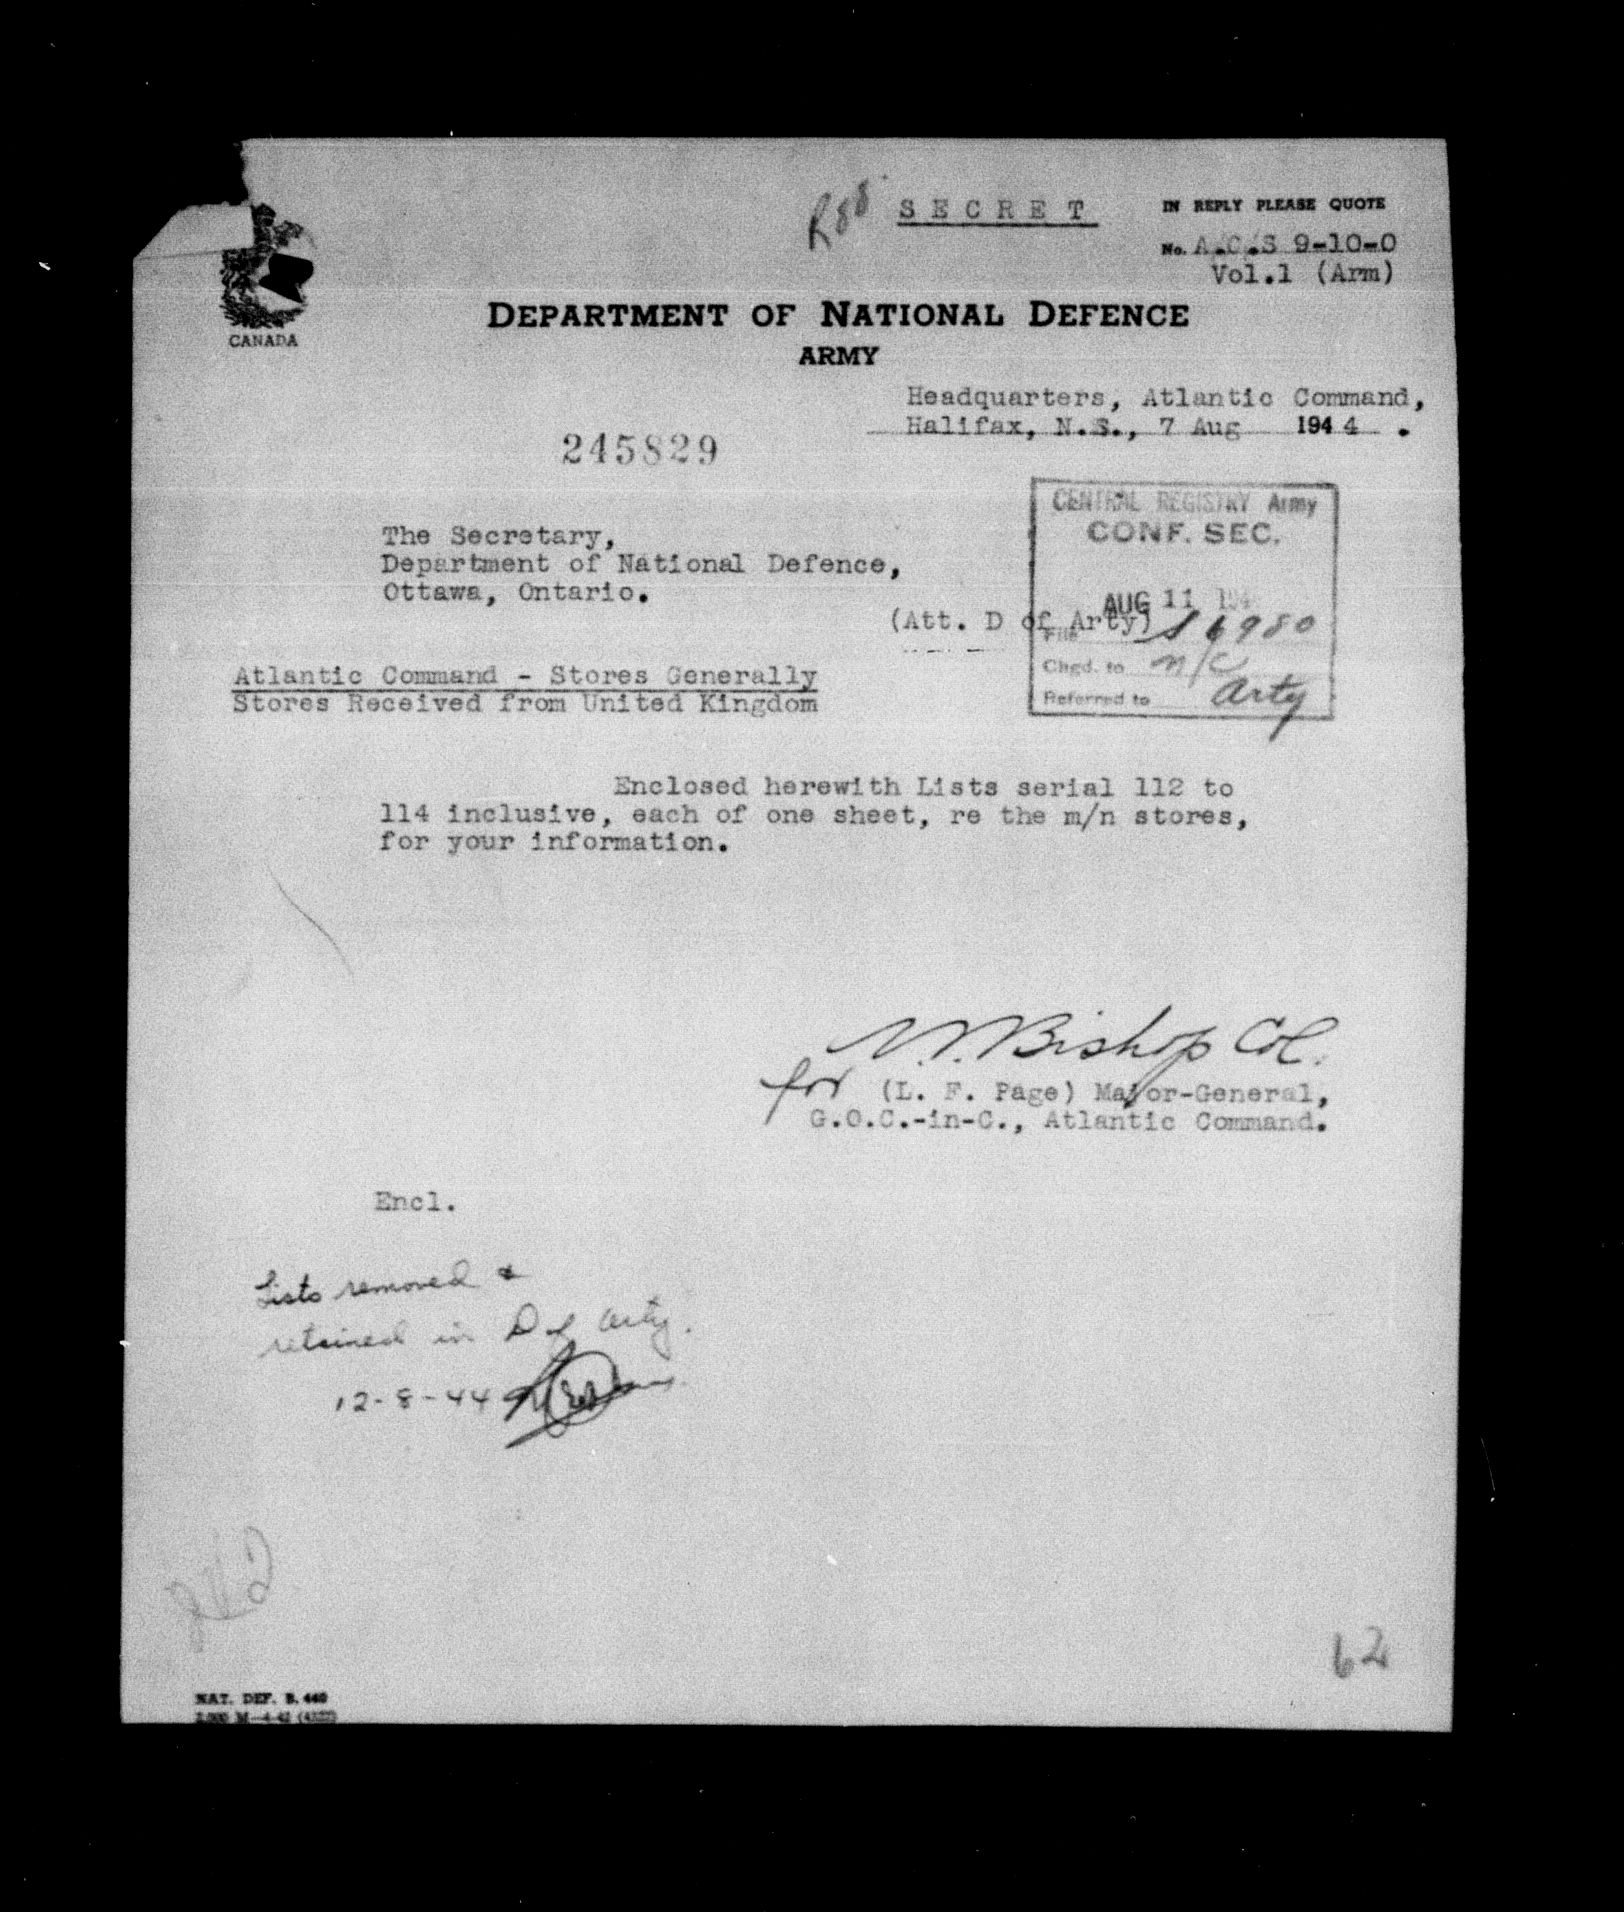 R88 SECRET
IN REPLY PLEASE QUOTE
No. A.C.S 9-10-0
Vol.1 (Arm)
CANADA
DEPARTMENT OF NATIONAL DEFENCE
ARMY
Headquarters, Atlantic Command,
Halifax, N.S., 7 Aug 1944 .
245829
CENTRAL REGISTRY Army
CONF. SEC.
AUG 11 194
File
Chgd. to n/c
Referred to Arty
The Secretary,
Department of National Defence,
Ottawa, Ontario.
(Att. D of Arty)
Atlantic Command - Stores Generally
Stores Received from United Kingdom
Enclosed herewith Lists serial 112 to
114 inclusive, each of one sheet, re the m/n stores,
for your information.
Bishop Col.
for (L. F. Page) Major-General,
G.O.C.-in-C., Atlantic Command.
Encl.
Lists removed &
retained in D of Arty.
12-8-44
62
NAT. DEF. B. 440